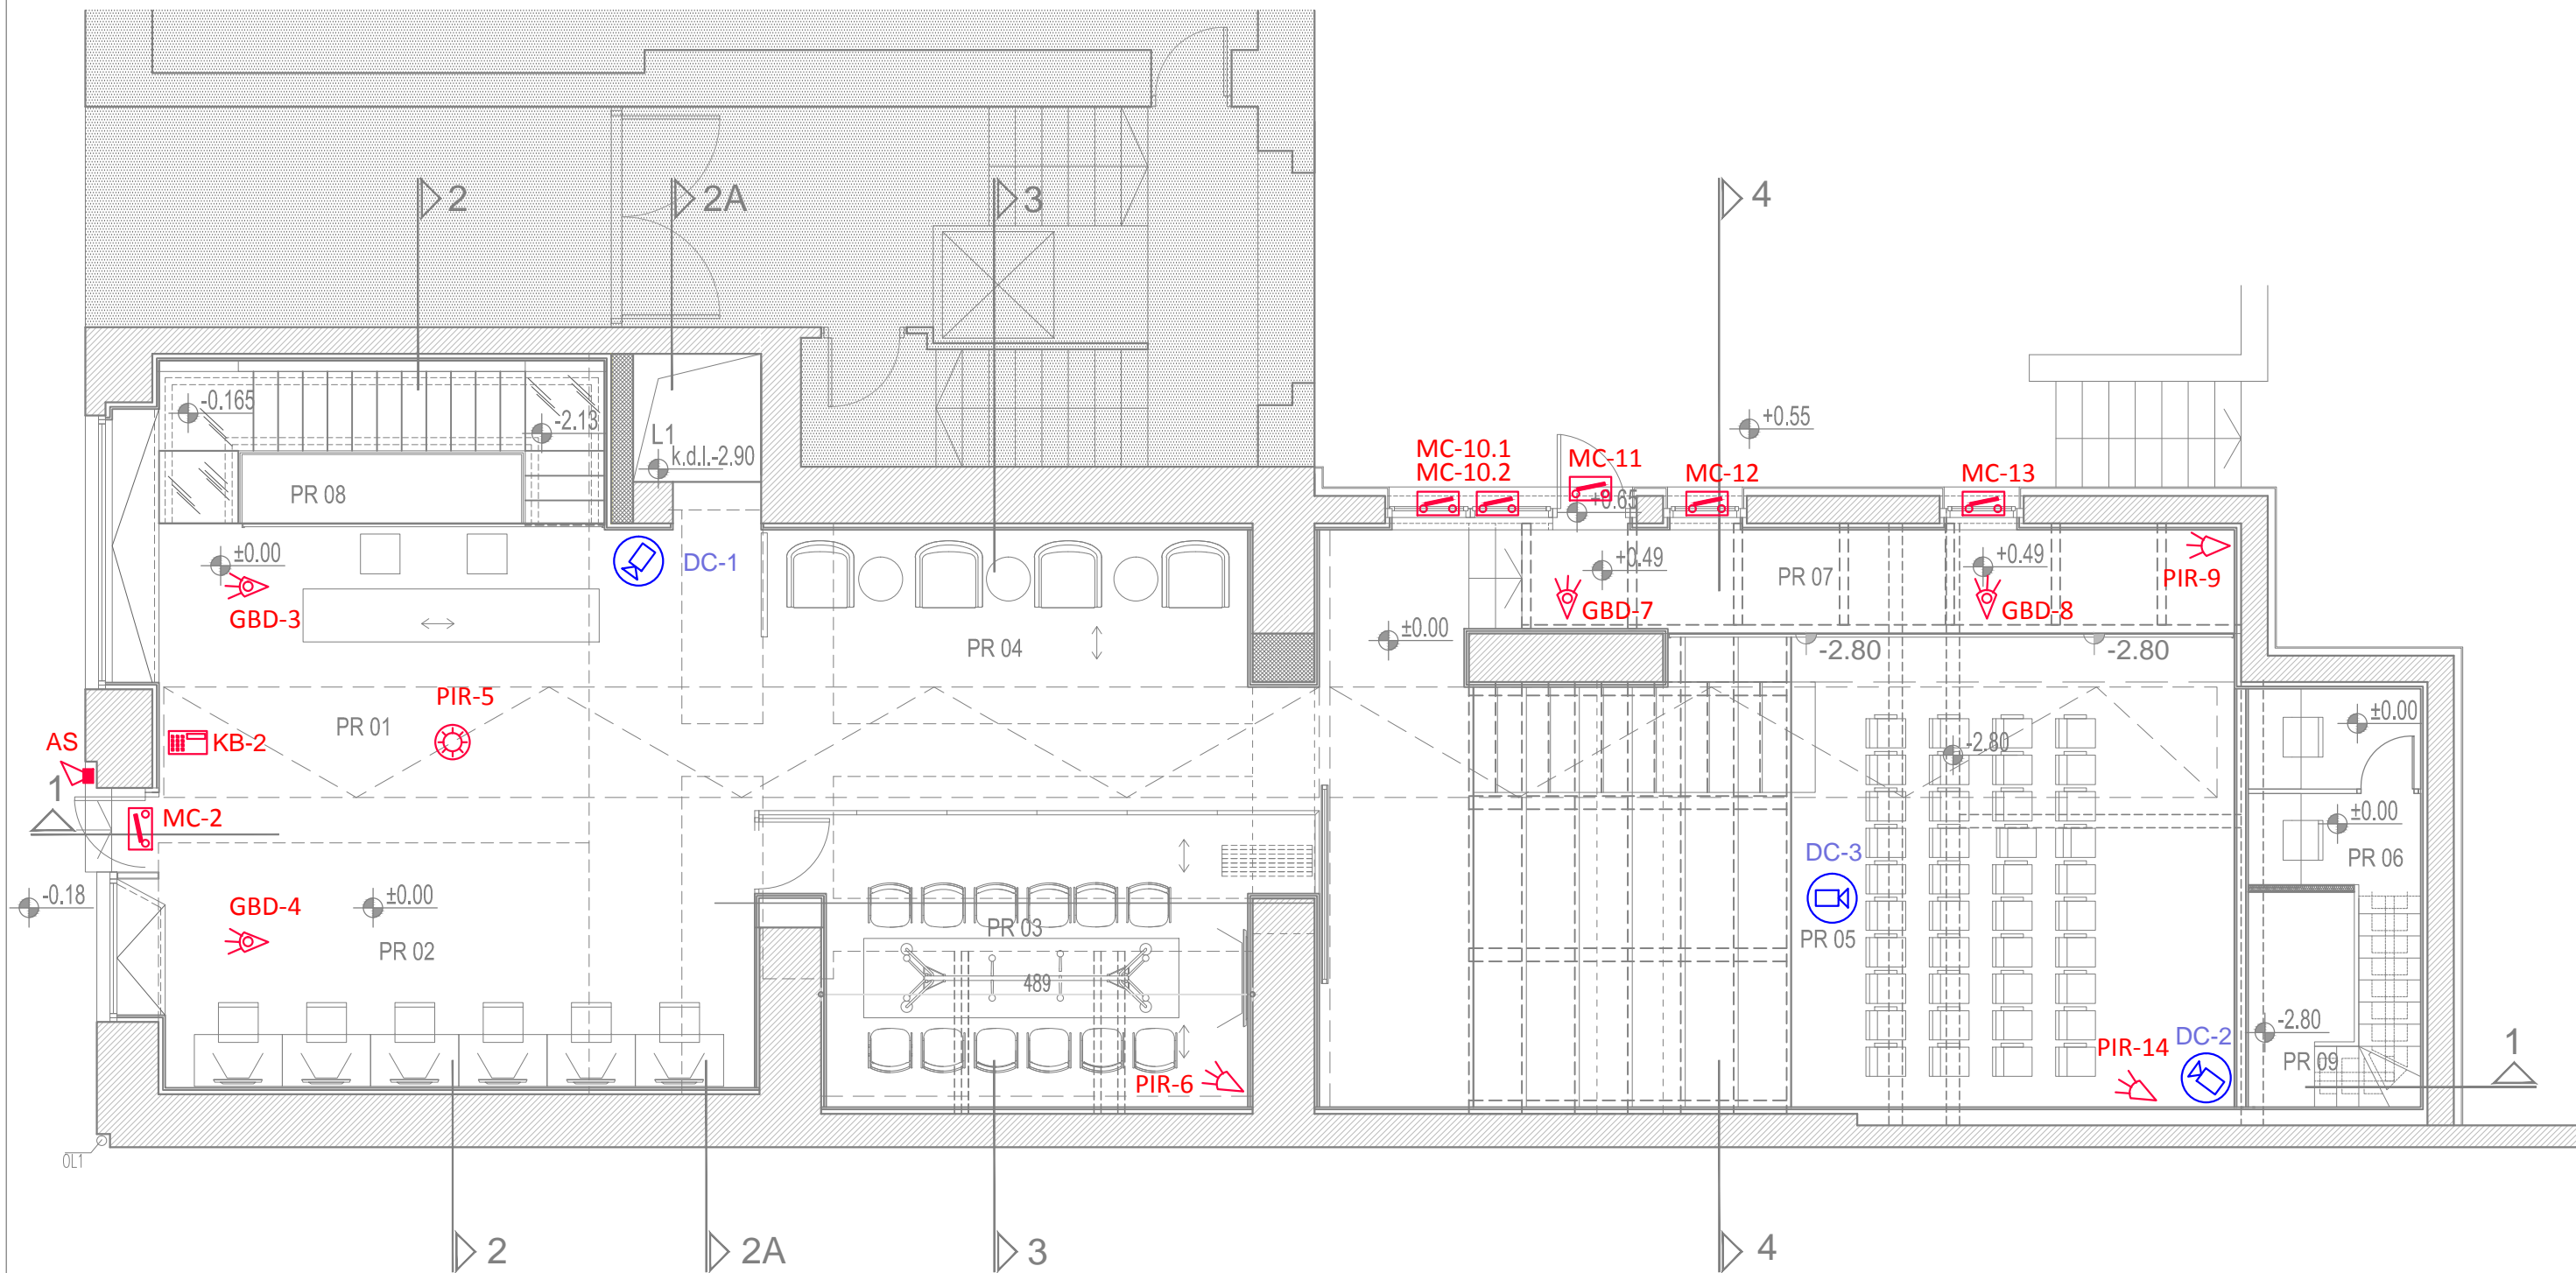 2
2A
3
4
-0.165
-2.13
L1
k.d.l.-2,90
+0.55
MC-10.1
MC-10.2
MC-11
MC-12
MC-13
PR 08
+0.65
±0.00
DC-1
+0.49
PR 07
+0.49
PIR-9
GBD-3
GBD-7
GBD-8
±0.00
PR 04
-2.80
-2.80
PIR-5
PR 01
±0.00
AS
KB-2
-2.80
1
MC-2
±0.00
DC-3
PR 06
-0.18
GBD-4
±0.00
PR 03
PR 02
PR 05
489
-2.80
DC-2
PIR-14
PR 09
1
PIR-6
OL1
2
2A
3
4